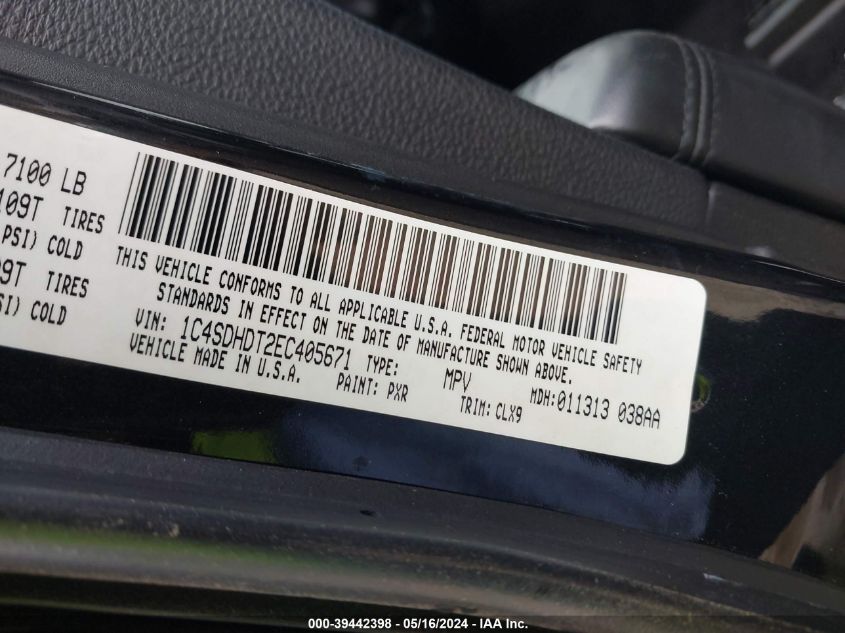 7100 LB
109T TIRES
PSI) COLD
09T TIRES
SI) COLD
THIS VEHICLE CONFORMS TO ALL APPLICABLE U.S.A. FEDERAL MOTOR VEHICLE SAFETY
STANDARDS IN EFFECT ON THE DATE OF MANUFACTURE SHOWN ABOVE.
VIN: 1C4SDHDT2EC405671 TYPE: MPV MDH:011313 038AA
VEHICLE MADE IN U.S.A. PAINT: PXR TRIM: CLX9
000-39442398 - 05/16/2024 - IAA Inc.